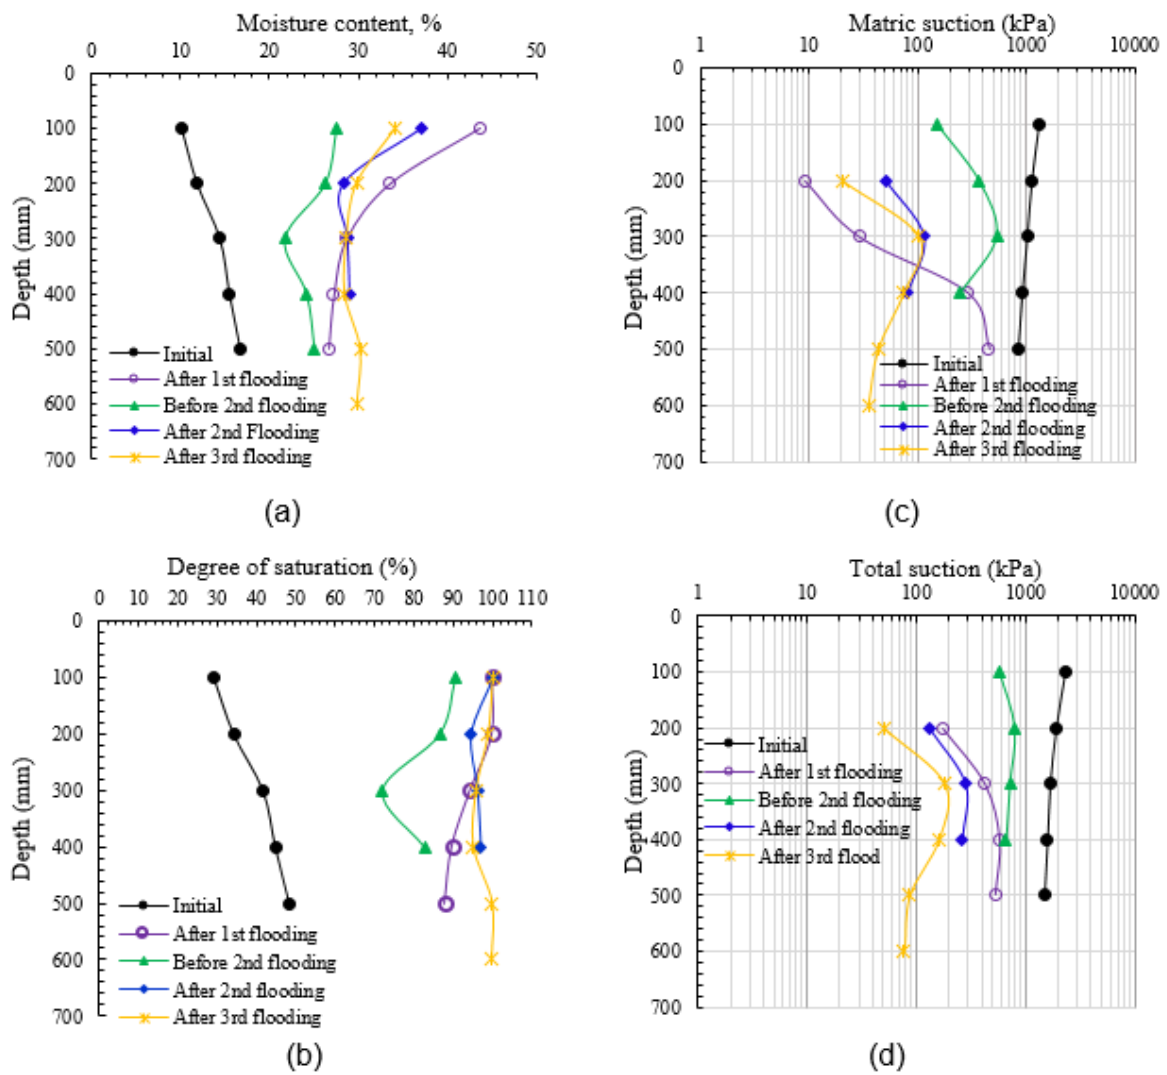 Moisture content, %
0 10 20 30 40 50
0
100
200
300
400
500
600
700
Depth (mm)
Initial
After 1st flooding
Before 2nd flooding
After 2nd Flooding
After 3rd flooding
(a)
Matric suction (kPa)
1 10 100 1000 10000
0
100
200
300
400
500
600
700
Depth (mm)
Initial
After 1st flooding
Before 2nd flooding
After 2nd flooding
After 3rd flooding
(c)
Degree of saturation (%)
0 10 20 30 40 50 60 70 80 90 100 110
0
100
200
300
400
500
600
700
Depth (mm)
Initial
After 1st flooding
Before 2nd flooding
After 2nd flooding
After 3rd flooding
(b)
Total suction (kPa)
1 10 100 1000 10000
0
100
200
300
400
500
600
700
Depth (mm)
Initial
After 1st flooding
Before 2nd flooding
After 2nd flooding
After 3rd flood
(d)